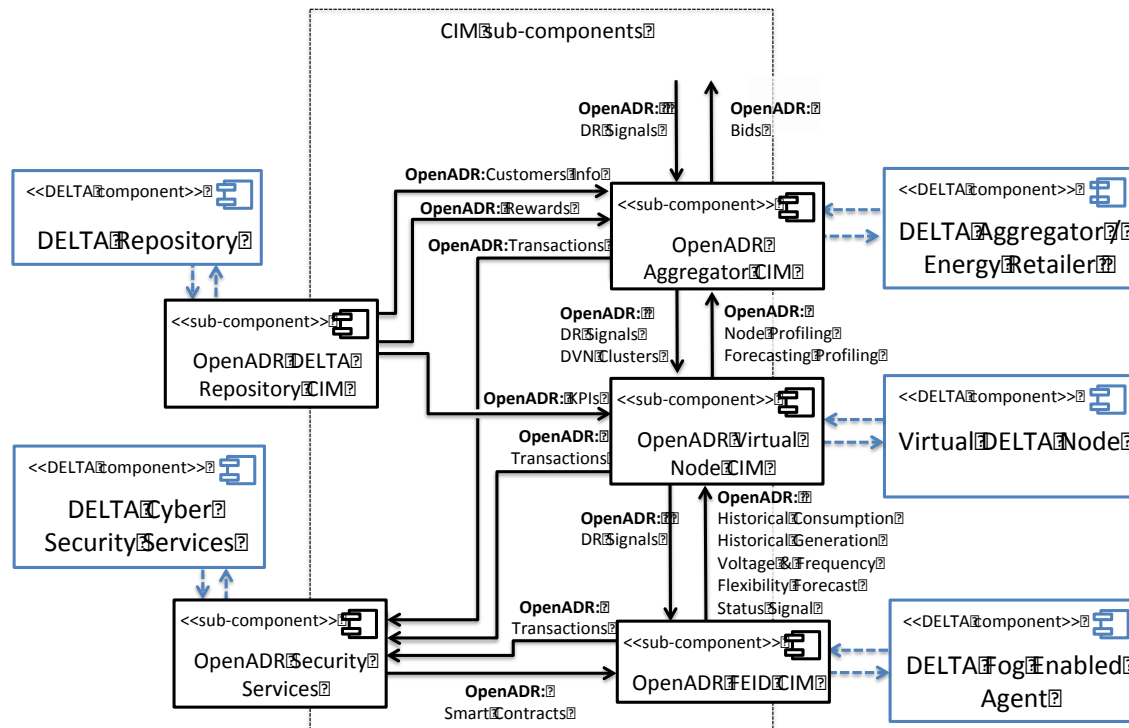 CIM sub-components
OpenADR:
DR Signals
OpenADR:
Bids
<<DELTA component>>
DELTA Repository
OpenADR:Customers Info
OpenADR: Rewards
OpenADR:Transactions
<<sub-component>>
OpenADR
Aggregator CIM
<<DELTA component>>
DELTA Aggregator /
Energy Retailer
<<sub-component>>
OpenADR DELTA
Repository CIM
OpenADR:
DR Signals
DVN Clusters
OpenADR:
Node Profiling
Forecasting Profiling
OpenADR: KPIs
<<sub-component>>
OpenADR Virtual
Node CIM
<<DELTA component>>
Virtual DELTA Node
<<DELTA component>>
DELTA Cyber
Security Services
OpenADR:
Transactions
OpenADR:
DR Signals
OpenADR:
Historical Consumption
Historical Generation
Voltage & Frequency
Flexibility Forecast
Status Signal
<<sub-component>>
OpenADR Security
Services
OpenADR:
Transactions
OpenADR:
Smart Contracts
<<sub-component>>
OpenADR FEID CIM
<<DELTA component>>
DELTA Fog Enabled
Agent